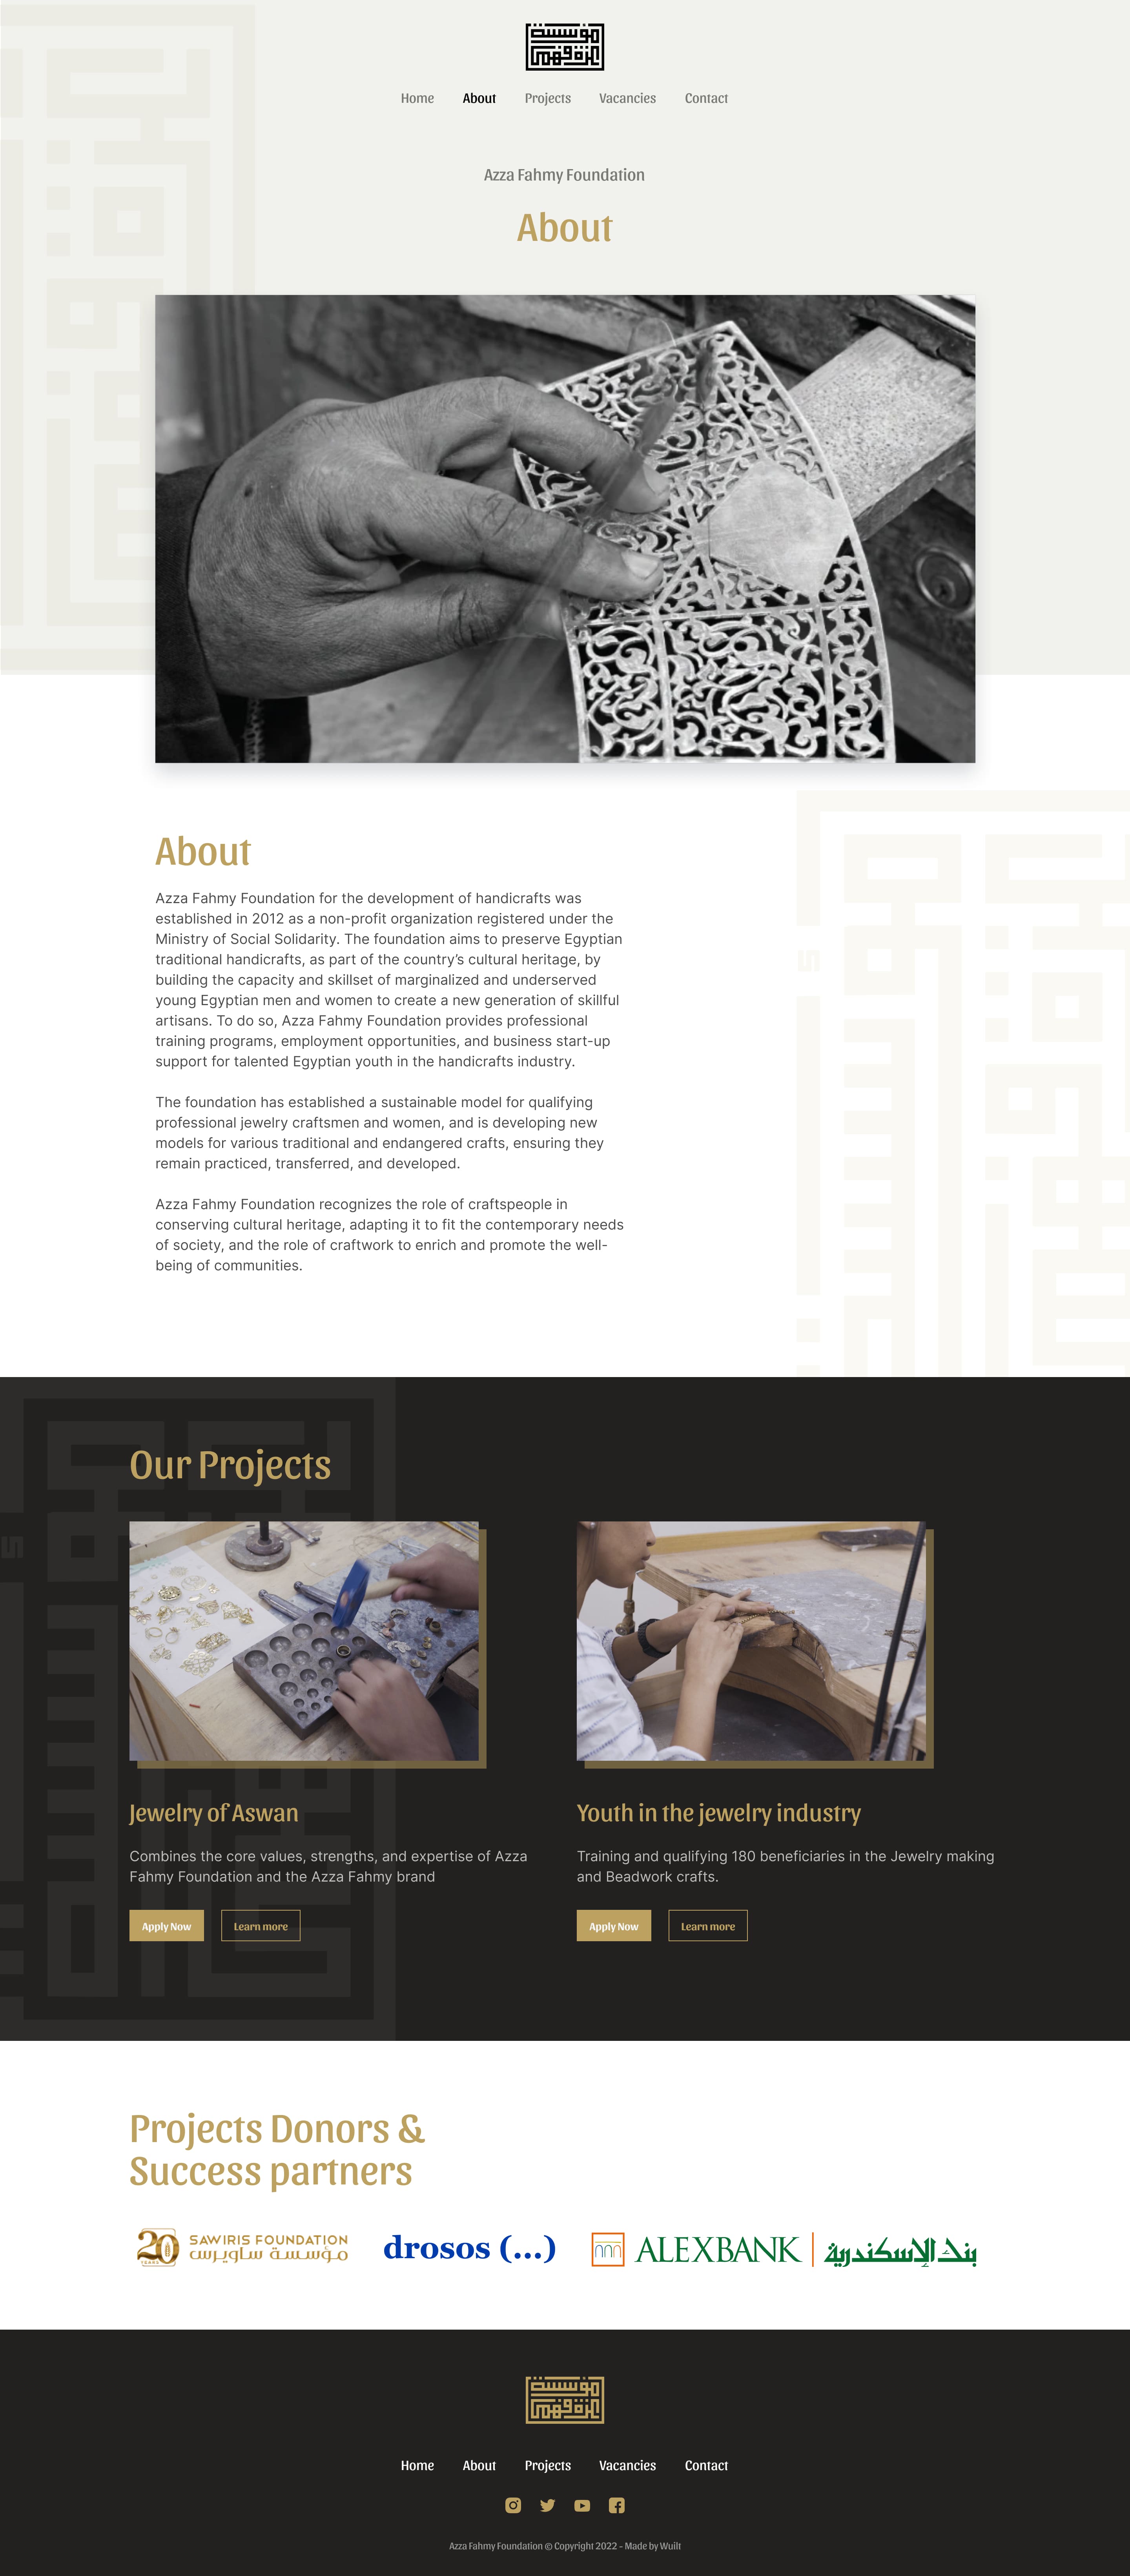 مؤسسة
عزة فهمي
Home About Projects Vacancies Contact
Azza Fahmy Foundation
About
About
Azza Fahmy Foundation for the development of handicrafts was
established in 2012 as a non-profit organization registered under the
Ministry of Social Solidarity. The foundation aims to preserve Egyptian
traditional handicrafts, as part of the country’s cultural heritage, by
building the capacity and skillset of marginalized and underserved
young Egyptian men and women to create a new generation of skillful
artisans. To do so, Azza Fahmy Foundation provides professional
training programs, employment opportunities, and business start-up
support for talented Egyptian youth in the handicrafts industry.
The foundation has established a sustainable model for qualifying
professional jewelry craftsmen and women, and is developing new
models for various traditional and endangered crafts, ensuring they
remain practiced, transferred, and developed.
Azza Fahmy Foundation recognizes the role of craftspeople in
conserving cultural heritage, adapting it to fit the contemporary needs
of society, and the role of craftwork to enrich and promote the well-
being of communities.
Our Projects
Jewelry of Aswan
Combines the core values, strengths, and expertise of Azza
Fahmy Foundation and the Azza Fahmy brand
Apply Now Learn more
Youth in the jewelry industry
Training and qualifying 180 beneficiaries in the Jewelry making
and Beadwork crafts.
Apply Now Learn more
Projects Donors &
Success partners
20 YEARS SAWIRIS FOUNDATION
مؤسسة ساويرس
drosos (...)
ALEXBANK | بنك الإسكندرية
مؤسسة
عزة فهمي
Home About Projects Vacancies Contact
Azza Fahmy Foundation © Copyright 2022 - Made by Wuilt